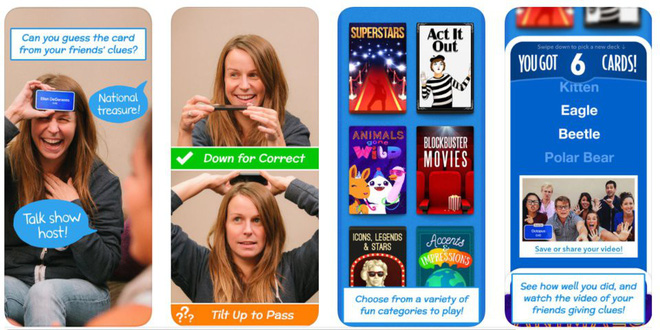 Can you guess the card
from your friends' clues?
Ellen DeGeneres
National
treasure!
Talk show
host!
Down for Correct
??? Tilt Up to Pass
SUPERSTARS
Act It
Out
ANIMALS
gone
WILD
BLOCKBUSTER
MOVIES
ICONS, LEGENDS
& STARS
Accents
&
IMPRESSIONS
Choose from a variety of
fun categories to play!
Swipe down to pick a new deck ↓
YOU GOT 6 CARDS!
Kitten
Eagle
Beetle
Polar Bear
Save or share your video!
See how well you did, and
watch the video of your
friends giving clues!